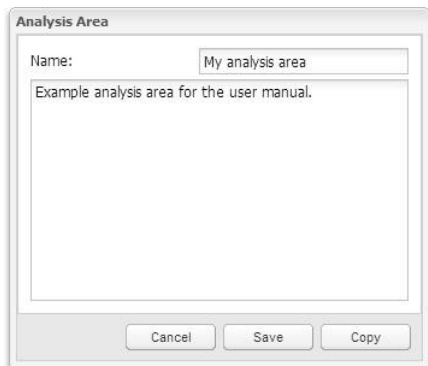 Analysis Area
Name: My analysis area
Example analysis area for the user manual.
Cancel Save Copy